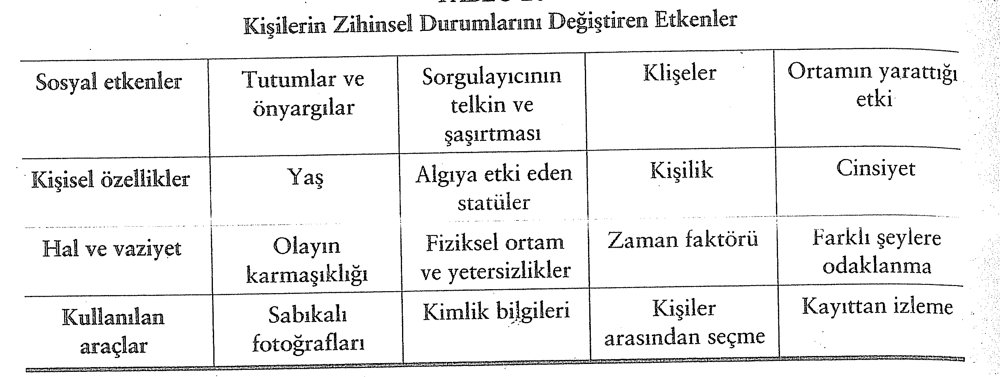 Kişilerin Zihinsel Durumlarını Değiştiren Etkenler
Sosyal etkenler
Tutumlar ve
önyargılar
Sorgulayıcının
telkin ve
şaşırtması
Klişeler
Ortamın yarattığı
etki
Kişisel özellikler
Yaş
Algıya etki eden
statüler
Kişilik
Cinsiyet
Hal ve vaziyet
Olayın
karmaşıklığı
Fiziksel ortam
ve yetersizlikler
Zaman faktörü
Farklı şeylere
odaklanma
Kullanılan
araçlar
Sabıkalı
fotoğrafları
Kimlik bilgileri
Kişiler
arasından seçme
Kayıttan izleme